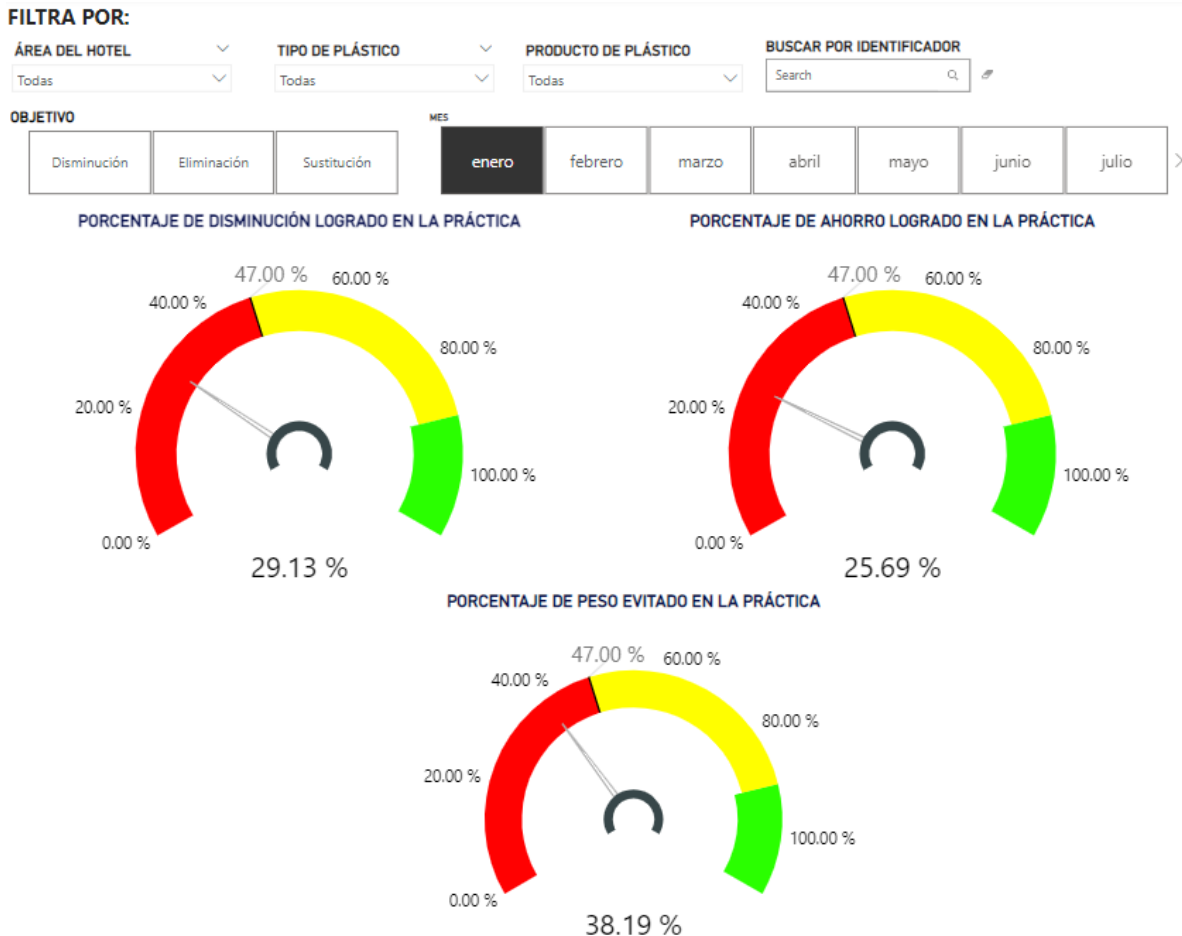 FILTRA POR:
ÁREA DEL HOTEL
Todas
TIPO DE PLÁSTICO
Todas
PRODUCTO DE PLÁSTICO
Todas
BUSCAR POR IDENTIFICADOR
Search
OBJETIVO
Disminución
Eliminación
Sustitución
MES
enero
febrero
marzo
abril
mayo
junio
julio
PORCENTAJE DE DISMINUCIÓN LOGRADO EN LA PRÁCTICA
0.00 %
20.00 %
40.00 %
47.00 %
60.00 %
80.00 %
100.00 %
29.13 %
PORCENTAJE DE AHORRO LOGRADO EN LA PRÁCTICA
0.00 %
20.00 %
40.00 %
47.00 %
60.00 %
80.00 %
100.00 %
25.69 %
PORCENTAJE DE PESO EVITADO EN LA PRÁCTICA
0.00 %
20.00 %
40.00 %
47.00 %
60.00 %
80.00 %
100.00 %
38.19 %